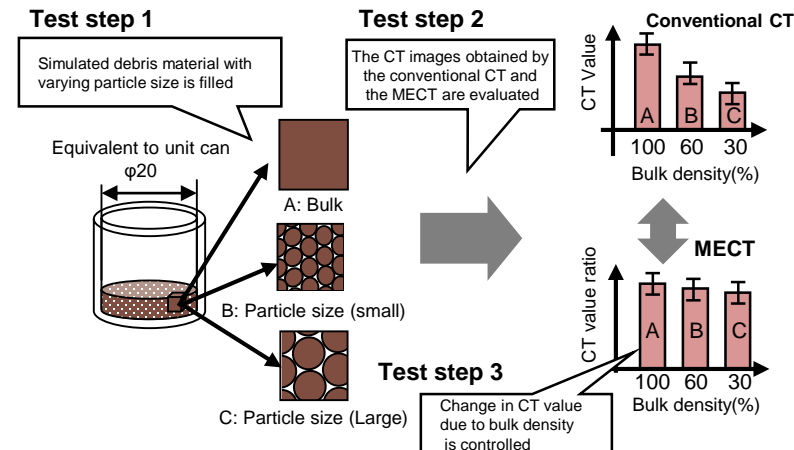 Test step 1
Simulated debris material with
varying particle size is filled
Equivalent to unit can
φ20
A: Bulk
B: Particle size (small)
C: Particle size (Large)
Test step 2
The CT images obtained by
the conventional CT and
the MECT are evaluated
Conventional CT
CT Value
A
B
C
100
60
30
Bulk density(%)
MECT
CT value ratio
A
B
C
100
60
30
Bulk density(%)
Test step 3
Change in CT value
due to bulk density
is controlled